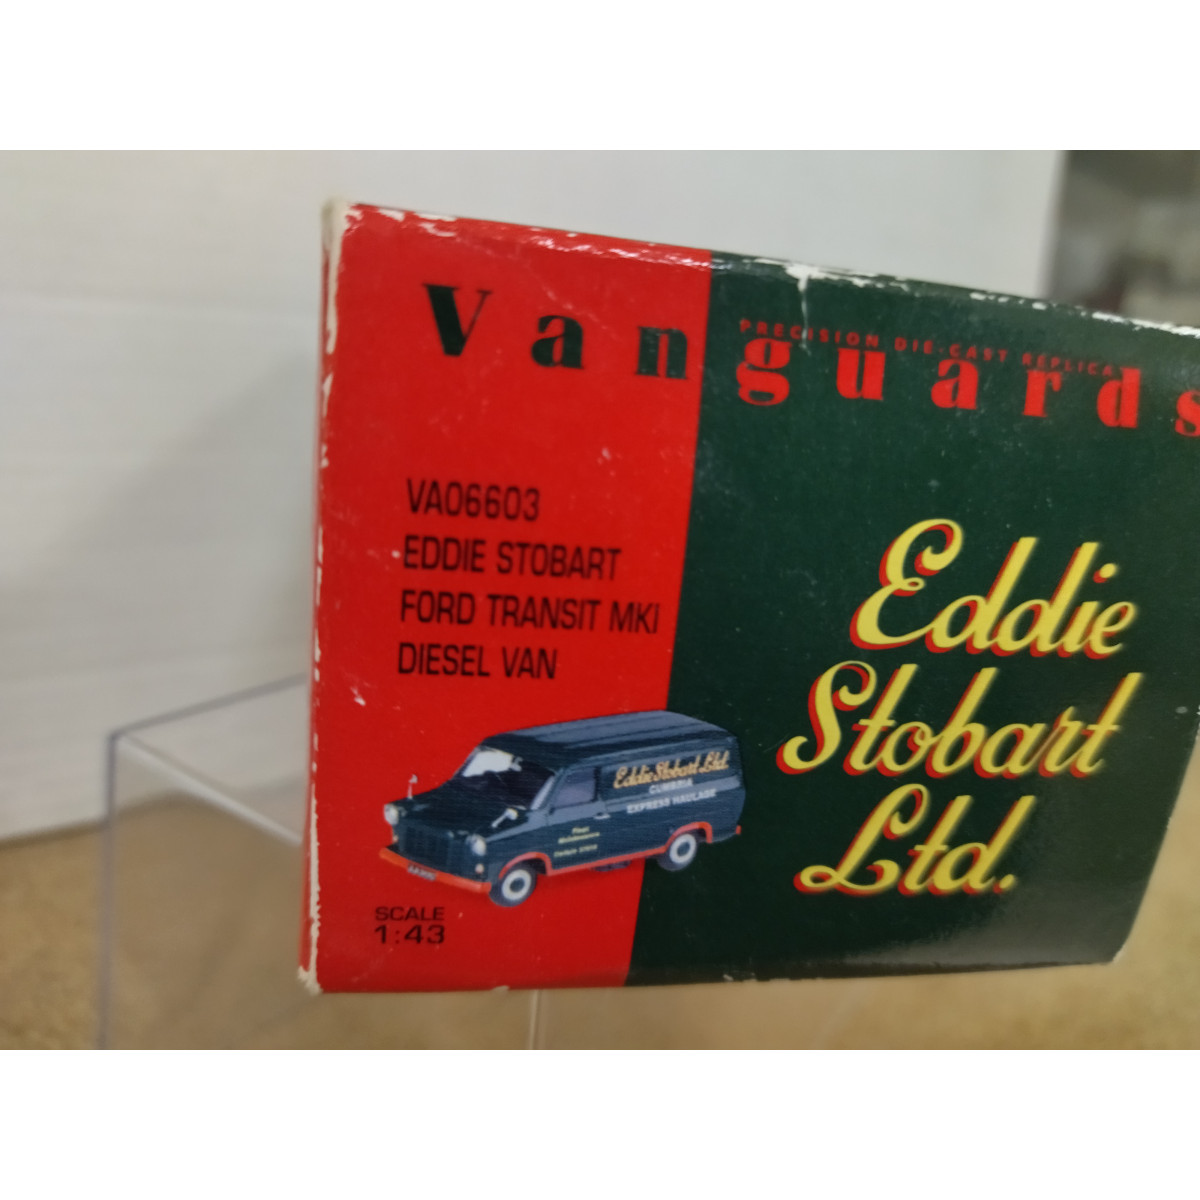 Vanguards
PRECISION DIE-CAST REPLICA
VA06603
EDDIE STOBART
FORD TRANSIT MKI
DIESEL VAN
Eddie
Stobart
Ltd.
Eddie Stobart Ltd.
CUMBRIA
EXPRESS HAULAGE
SCALE
1:43